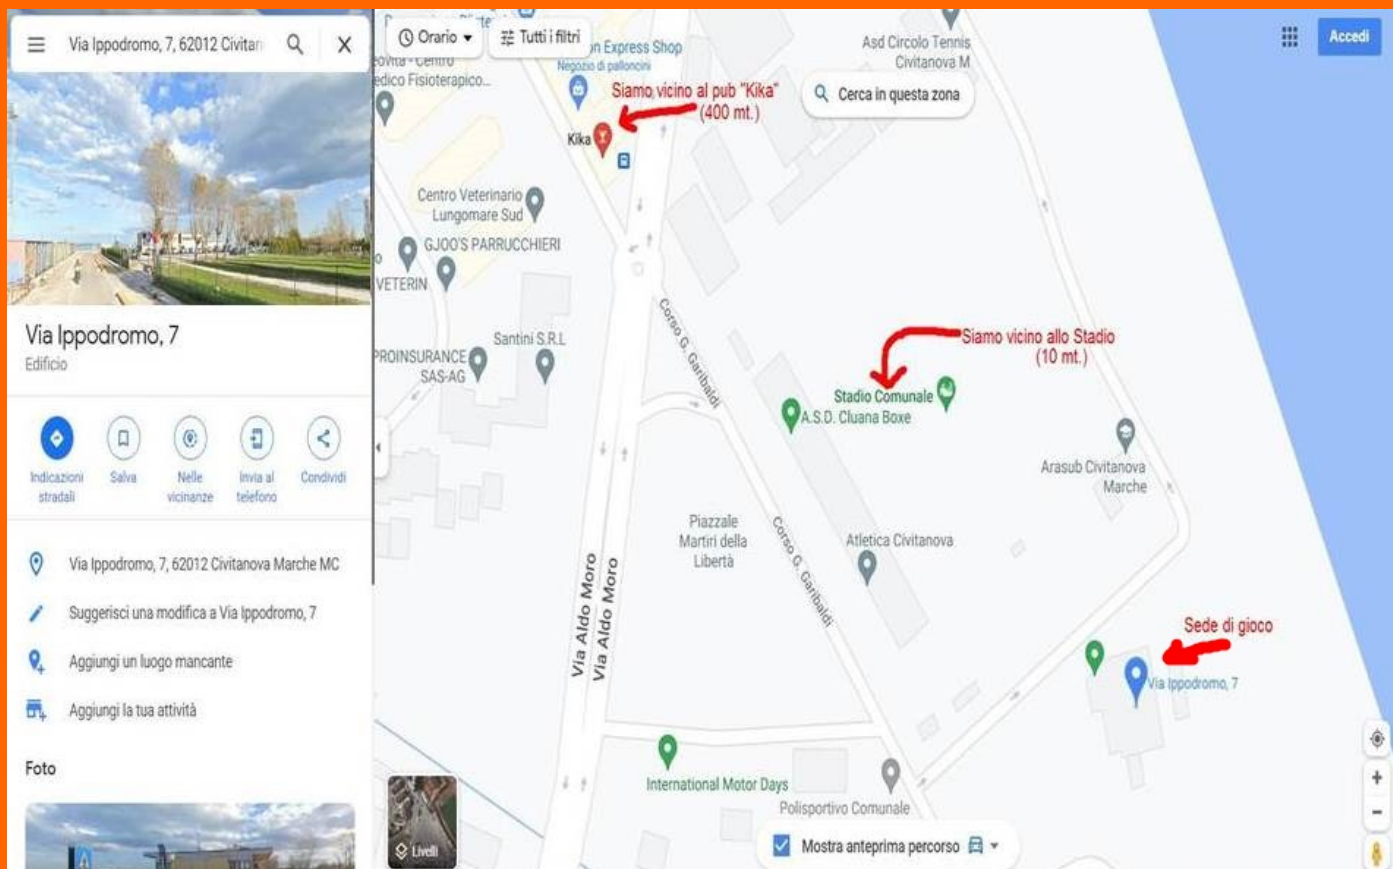 Via Ippodromo, 7, 62012 Civitan
Via Ippodromo, 7
Edificio
Indicazioni
stradali
Salva
Nelle
vicinanze
Invia al
telefono
Condividi
Via Ippodromo, 7, 62012 Civitanova Marche MC
Suggerisci una modifica a Via Ippodromo, 7
Aggiungi un luogo mancante
Aggiungi la tua attività
Foto
Orario
Tutti i filtri
Express Shop
Negozio di palloncini
Centro
Fisioterapico...
Siamo vicino al pub "Kika"
(400 mt.)
Kika
Asd Circolo Tennis
Civitanova M
Cerca in questa zona
Accedi
Centro Veterinario
Lungomare Sud
GJOO'S PARRUCCHIERI
VETERIN
Santini S.R.L
PROINSURANCE
SAS-AG
Corso G. Garibaldi
Siamo vicino allo Stadio
(10 mt.)
Stadio Comunale
A.S.D. Cluana Boxe
Arasub Civitanova
Marche
Piazzale
Martiri della
Libertà
Atletica Civitanova
Corso G. Garibaldi
Via Aldo Moro
Via Aldo Moro
Sede di gioco
Via Ippodromo, 7
International Motor Days
Polisportivo Comunale
Livelli
Mostra anteprima percorso